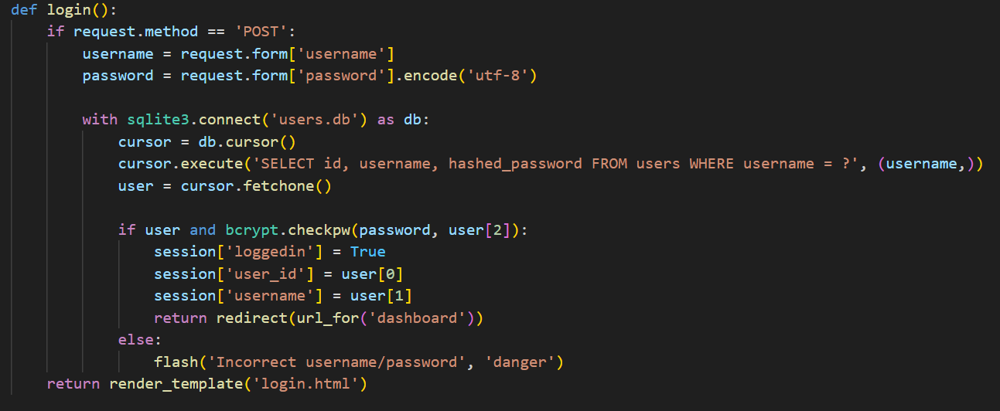 def login():
    if request.method == 'POST':
        username = request.form['username']
        password = request.form['password'].encode('utf-8')
        with sqlite3.connect('users.db') as db:
            cursor = db.cursor()
            cursor.execute('SELECT id, username, hashed_password FROM users WHERE username = ?', (username,))
            user = cursor.fetchone()
            if user and bcrypt.checkpw(password, user[2]):
                session['loggedin'] = True
                session['user_id'] = user[0]
                session['username'] = user[1]
                return redirect(url_for('dashboard'))
            else:
                flash('Incorrect username/password', 'danger')
    return render_template('login.html')